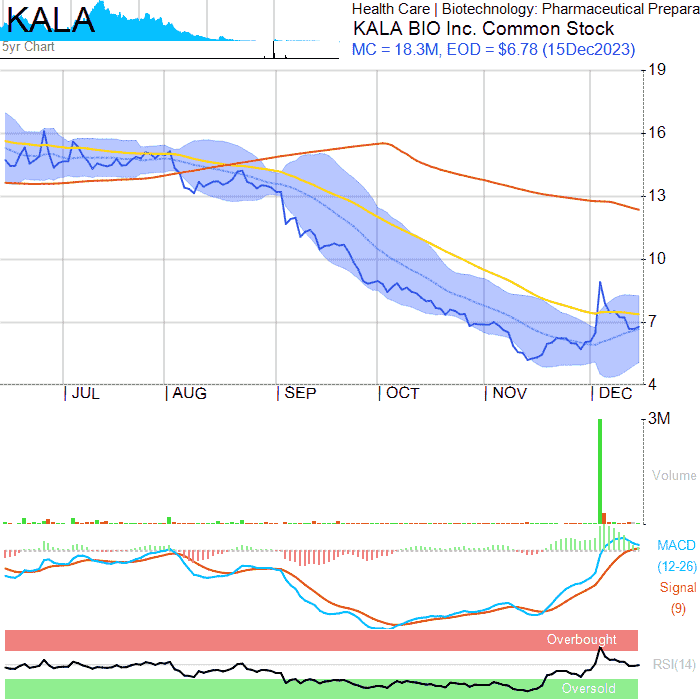 KALA
5yr Chart
Health Care | Biotechnology: Pharmaceutical Prepara
KALA BIO Inc. Common Stock
MC = 18.3M, EOD = $6.78 (15Dec2023)
19
16
13
10
7
4
| JUL | AUG | SEP | OCT | NOV | DEC
3M
Volume
MACD
(12-26)
Signal
(9)
Overbought
RSI(14)
Oversold